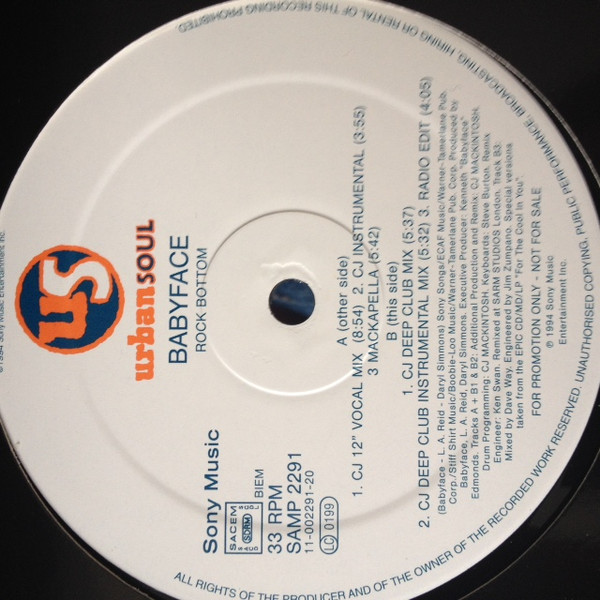 ©1994 Sony Music Entertainment Inc.
ALL RIGHTS OF THE PRODUCER AND OF THE OWNER OF THE RECORDED WORK RESERVED. UNAUTHORISED COPYING, PUBLIC PERFORMANCE, BROADCASTING, HIRING OR RENTAL OF THIS RECORDING PROHIBITED
US
urbanSOUL
BABYFACE
ROCK BOTTOM
Sony Music
SACEM
SDRM
SACD
SGDL
BIEM
33 RPM
SAMP 2291
11-002291-20
LC 0199
A (other side)
1. CJ 12" VOCAL MIX (8:54) 2. CJ INSTRUMENTAL (3:55)
3 MACKAPELLA (5:42)
B (this side)
1. CJ DEEP CLUB MIX (5:37)
2. CJ DEEP CLUB INSTRUMENTAL MIX (5:32) 3. RADIO EDIT (4:05)
(Babyface - L. A. Reid - Daryl Simmons) Sony Songs/ECAF Music/Warner-Tamerlane Pub.
Corp./Stiff Shirt Music/Boobie-Loo Music/Warner-Tamerlane Pub. Corp. Produced by
Babyface, L. A. Reid, Daryl Simmons. Executive Producer: Kenneth "Babyface"
Edmonds. Tracks A + B1 & B2: Additional Production and Remix: CJ MACKINTOSH.
Drum Programming: CJ MACKINTOSH. Keyboards: Steve Burton. Remix
Engineer: Ken Swan. Remixed at SARM STUDIOS London. Track B3:
Mixed by Dave Way. Engineered by Jim Zumpano. Special versions
taken from the EPIC CD/MD/LP "For The Cool In You".
FOR PROMOTION ONLY - NOT FOR SALE
℗ 1994 Sony Music
Entertainment Inc.